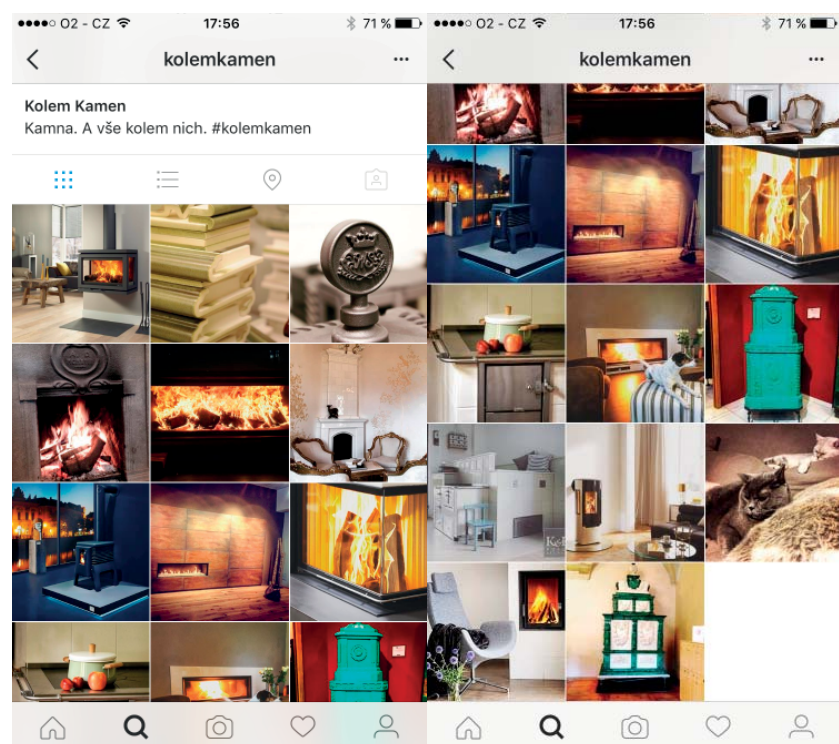 O2 - CZ 17:56 71 %
kolemkamen
Kolem Kamen
Kamna. A vše kolem nich. #kolemkamen
O2 - CZ 17:56 71 %
kolemkamen